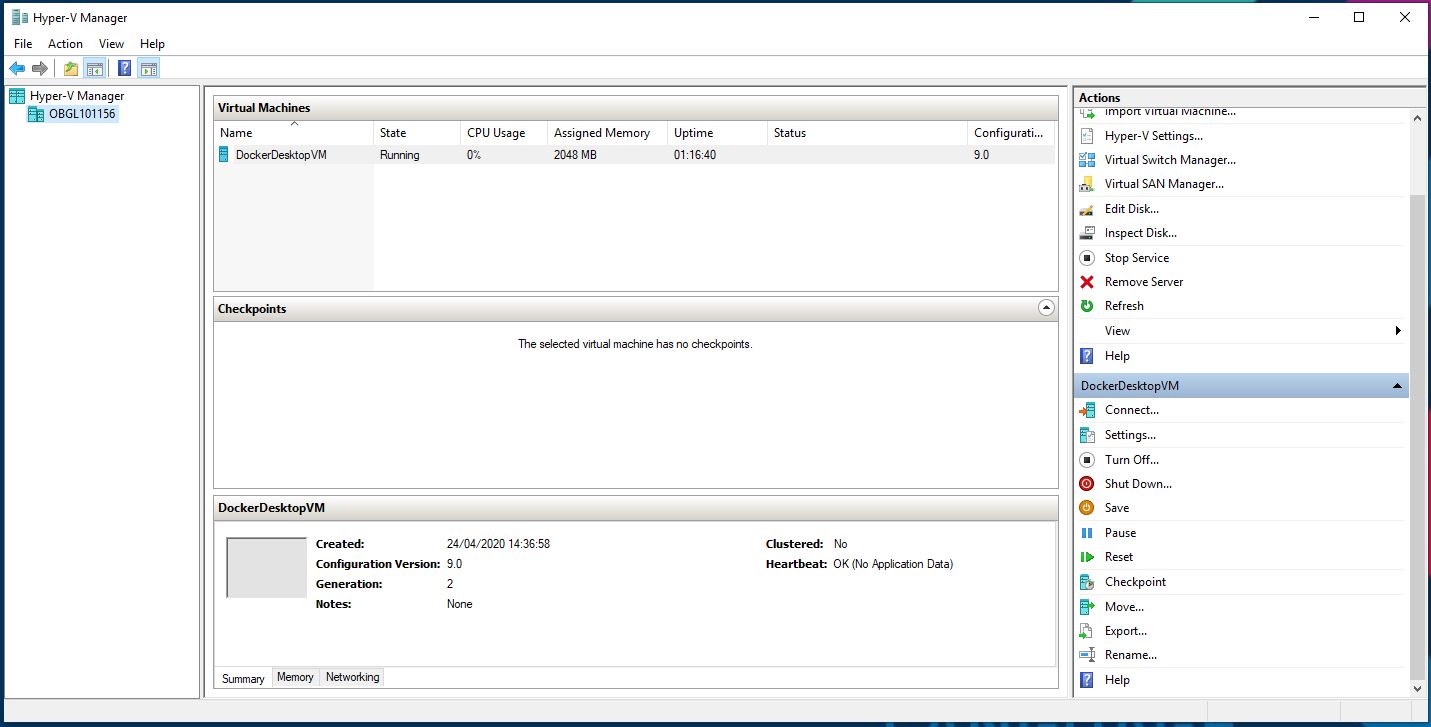 Hyper-V Manager
File Action View Help
Hyper-V Manager
OBGL101156
Virtual Machines
Name State CPU Usage Assigned Memory Uptime Status Configurati...
DockerDesktopVM Running 0% 2048 MB 01:16:40 9.0
Checkpoints
The selected virtual machine has no checkpoints.
DockerDesktopVM
Created: 24/04/2020 14:36:58 Clustered: No
Configuration Version: 9.0 Heartbeat: OK (No Application Data)
Generation: 2
Notes: None
Summary Memory Networking
Actions
Import Virtual Machine...
Hyper-V Settings...
Virtual Switch Manager...
Virtual SAN Manager...
Edit Disk...
Inspect Disk...
Stop Service
Remove Server
Refresh
View
Help
DockerDesktopVM
Connect...
Settings...
Turn Off...
Shut Down...
Save
Pause
Reset
Checkpoint
Move...
Export...
Rename...
Help